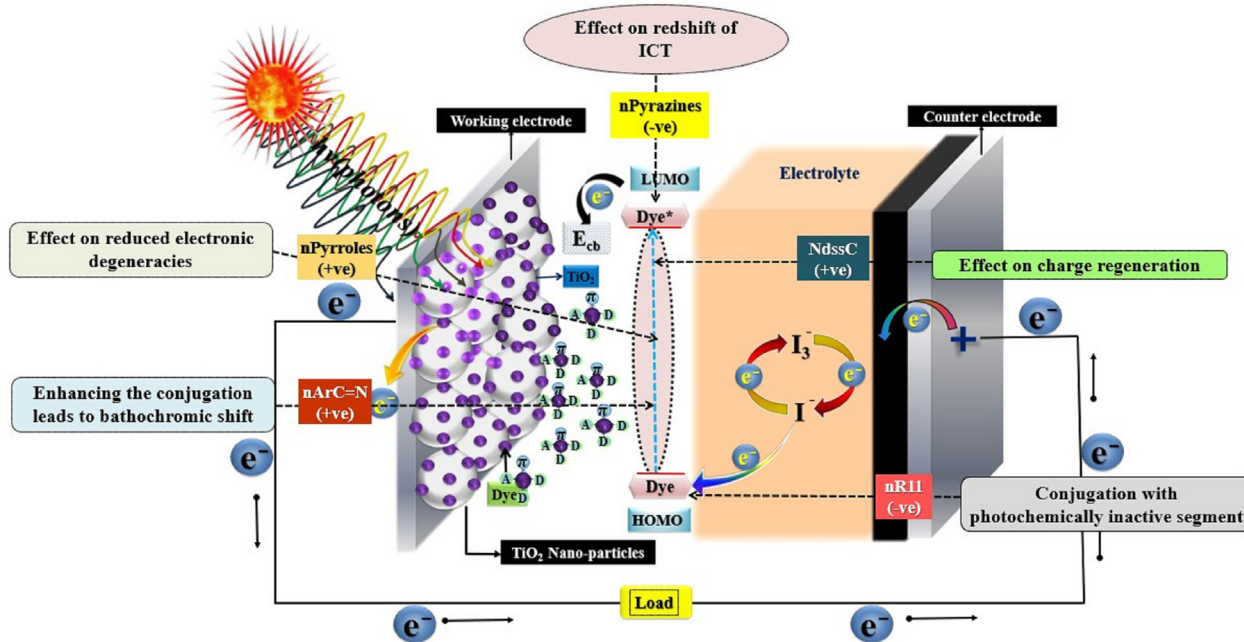 Effect on redshift of
ICT
nPyrazines
(-ve)
Working electrode
Counter electrode
hν(photons)
Electrolyte
LUMO
e⁻
Dye*
E_cb
Effect on reduced electronic
degeneracies
nPyrroles
(+ve)
NdssC
(+ve)
Effect on charge regeneration
TiO₂
e⁻
e⁻
e⁻
+
π
A D
D
I₃⁻
Enhancing the conjugation
leads to bathochromic shift
nArC=N
(+ve)
e⁻
π
A D
D
π
A D
D
π
A D
D
π
A D
D
π
A D
D
e⁻
e⁻
I⁻
e⁻
e⁻
e⁻
π
A D
D
Dye
Dye
HOMO
nR11
(-ve)
Conjugation with
photochemically inactive segment
TiO₂ Nano-particles
Load
e⁻
e⁻